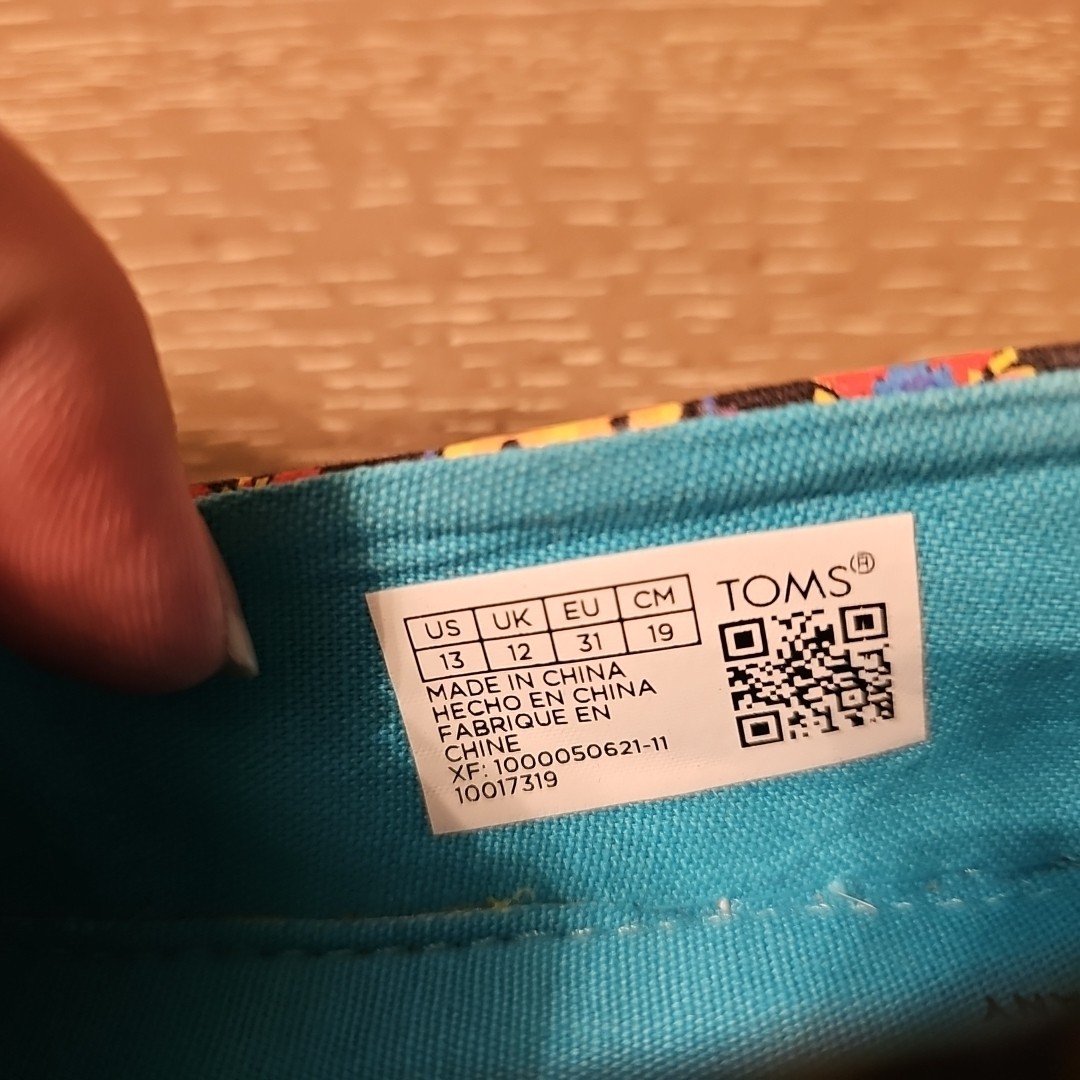 US UK EU CM
13 12 31 19
MADE IN CHINA
HECHO EN CHINA
FABRIQUE EN
CHINE
XF: 1000050621-11
10017319
TOMS®